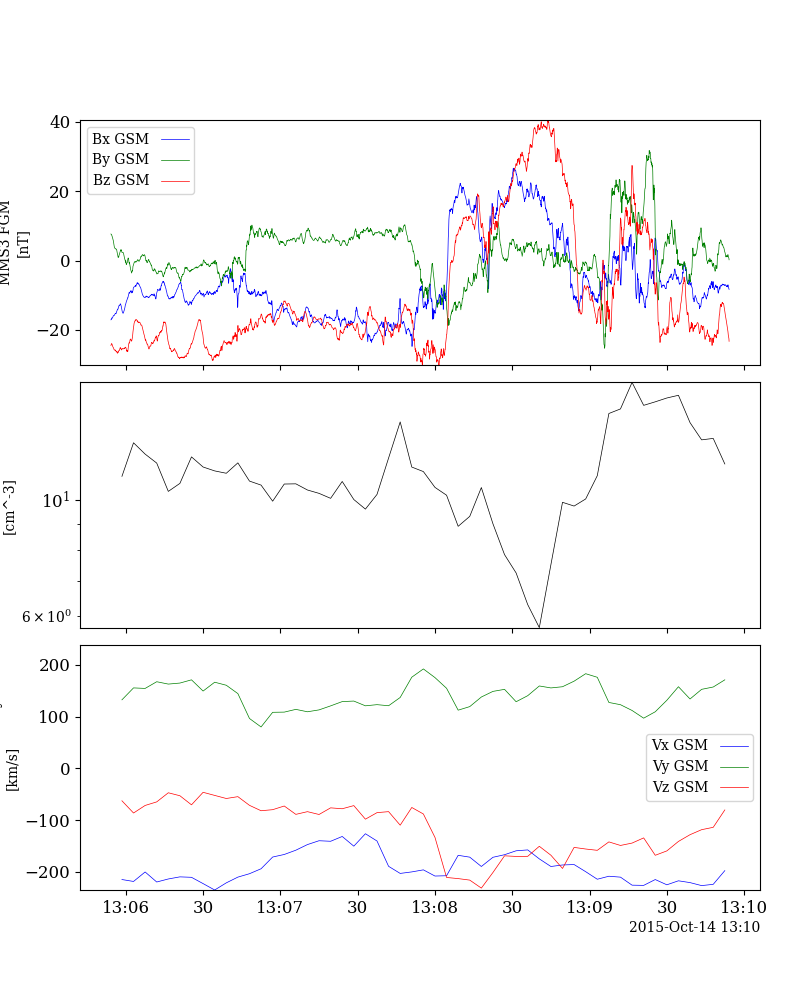 40
Bx GSM
By GSM
Bz GSM
20
0
−20
MMS3 FGM
[nT]
10^1
6 × 10^0
[cm^-3]
200
100
0
−100
−200
[km/s]
Vx GSM
Vy GSM
Vz GSM
13:06 30 13:07 30 13:08 30 13:09 30 13:10
2015-Oct-14 13:10